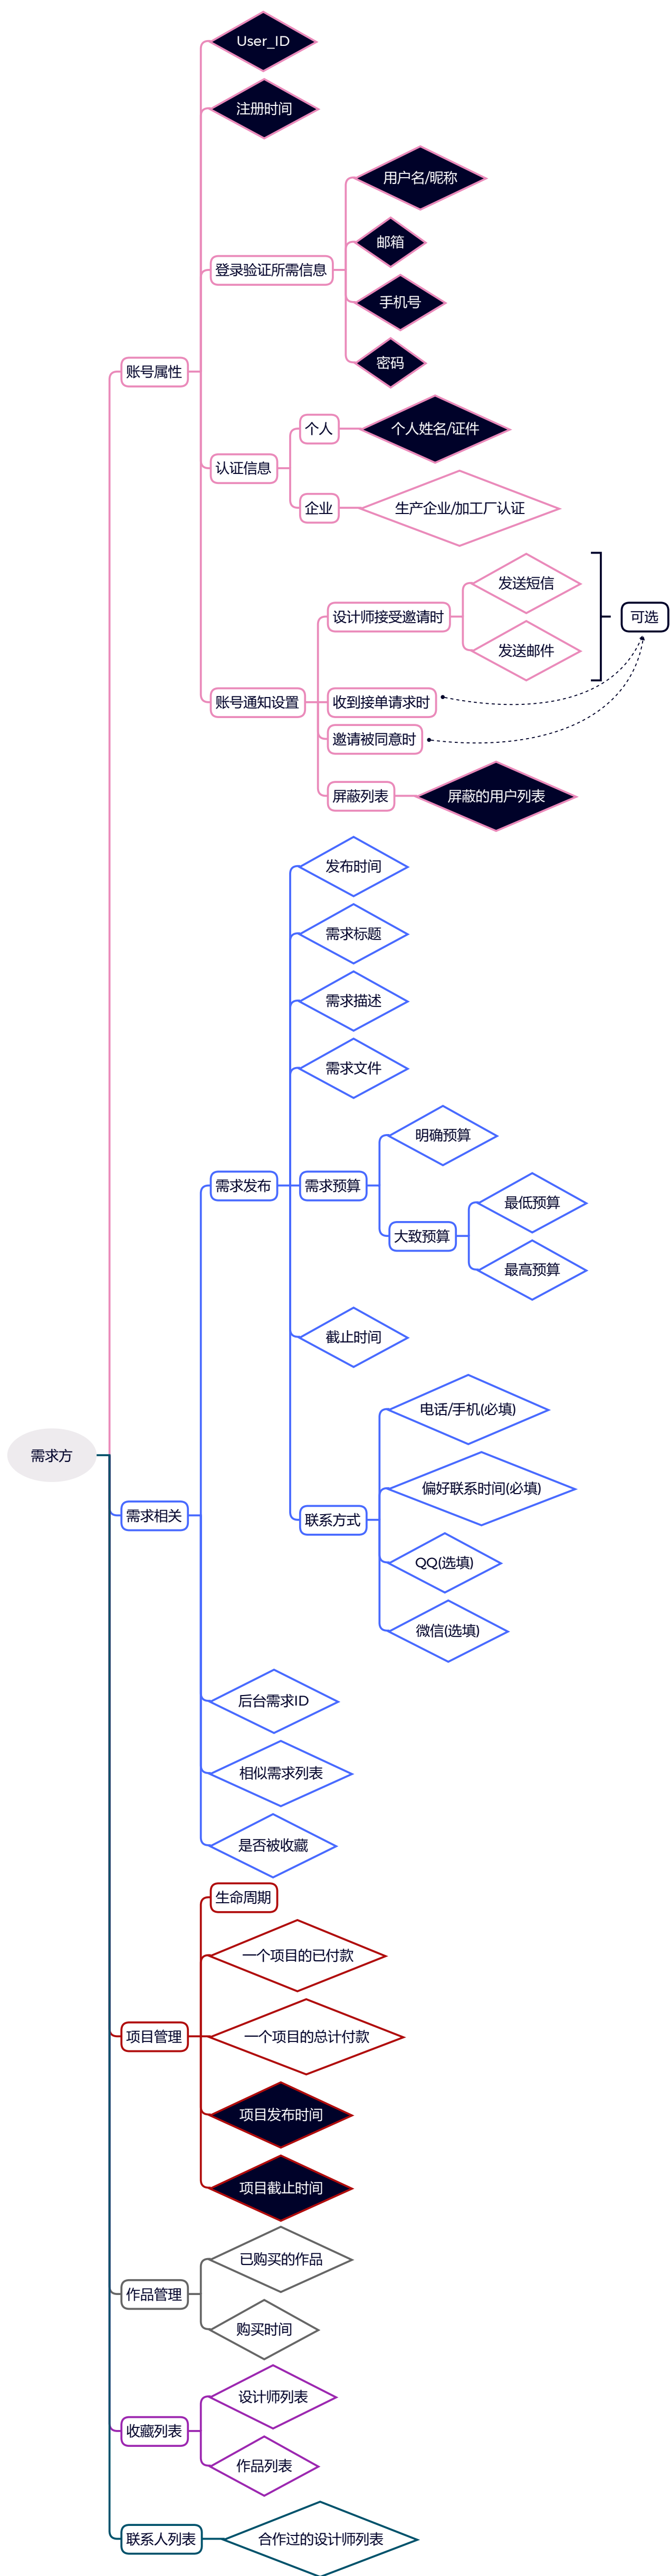 User_ID
注册时间
用户名/昵称
邮箱
登录验证所需信息
手机号
密码
账号属性
个人
个人姓名/证件
认证信息
企业
生产企业/加工厂认证
发送短信
设计师接受邀请时
可选
发送邮件
账号通知设置
收到接单请求时
邀请被同意时
屏蔽列表
屏蔽的用户列表
发布时间
需求标题
需求描述
需求文件
明确预算
需求发布
需求预算
最低预算
大致预算
最高预算
截止时间
电话/手机(必填)
需求方
偏好联系时间(必填)
需求相关
联系方式
QQ(选填)
微信(选填)
后台需求ID
相似需求列表
是否被收藏
生命周期
一个项目的已付款
项目管理
一个项目的总计付款
项目发布时间
项目截止时间
已购买的作品
作品管理
购买时间
设计师列表
收藏列表
作品列表
联系人列表
合作过的设计师列表